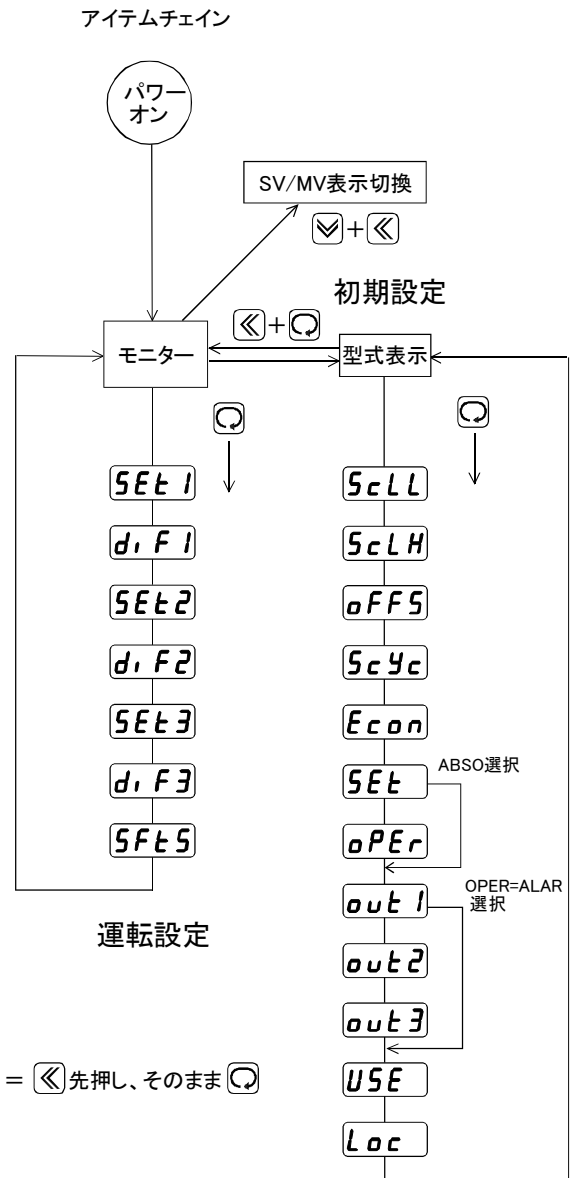 アイテムチェイン
パワー
オン
SV/MV表示切換
+
初期設定
+
モニター
型式表示
SEt1
diF1
SEt2
diF2
SEt3
diF3
SFtS
運転設定
ScLL
ScLH
oFFS
ScYc
Econ
SEt
ABSO選択
oPEr
out1
OPER=ALAR
選択
out2
out3
USE
Loc
= 先押し、そのまま